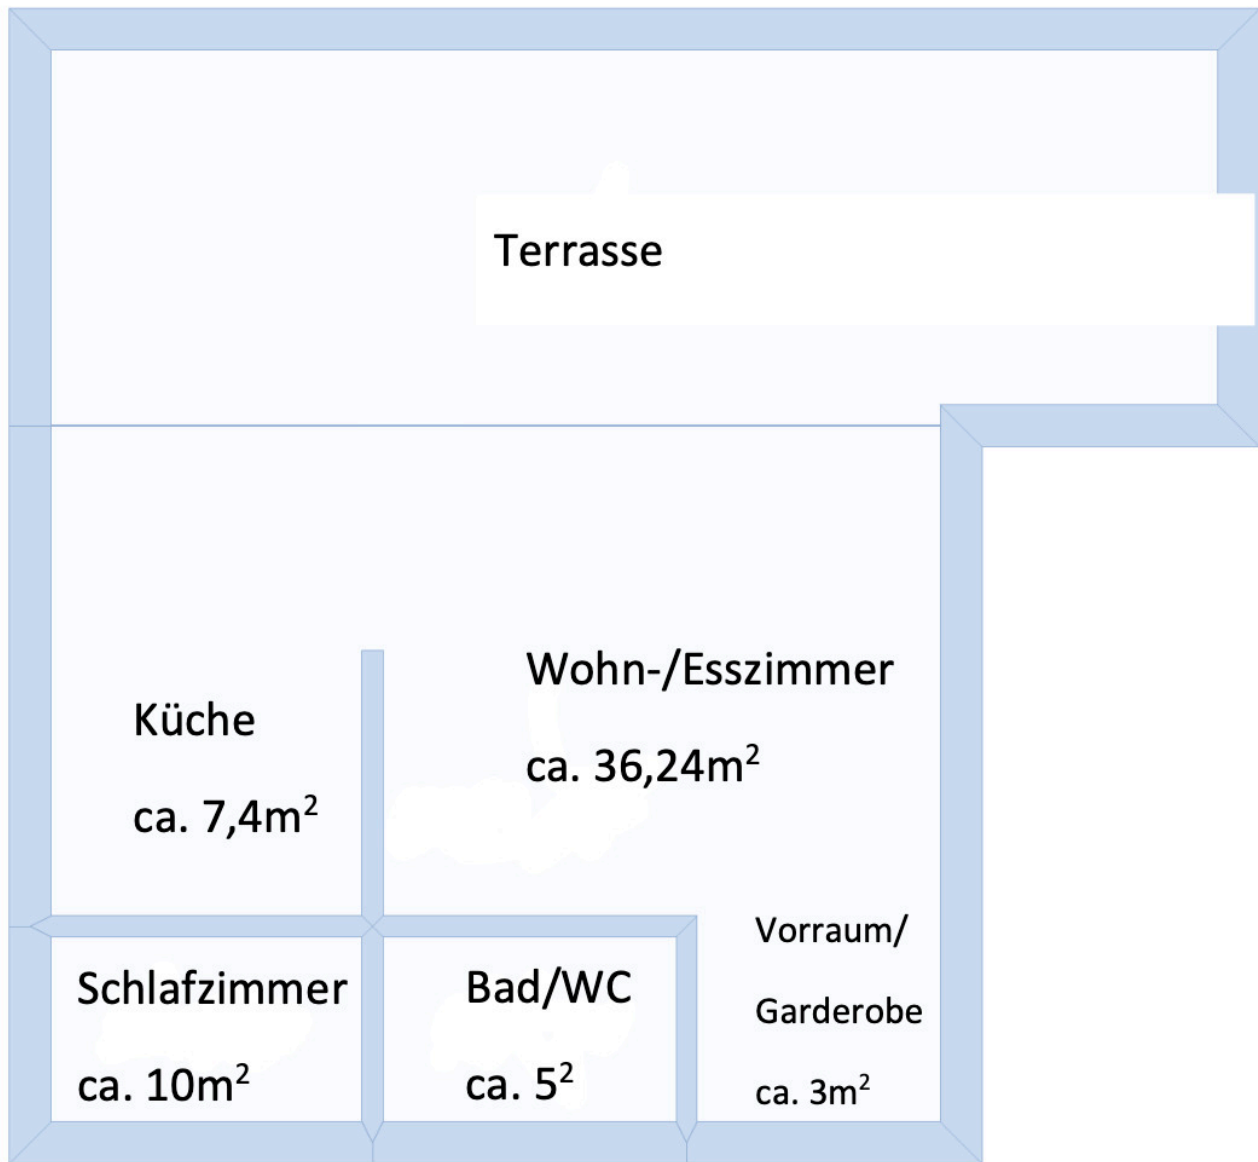 Terrasse
Wohn-/Esszimmer
ca. 36,24m²
Küche
ca. 7,4m²
Vorraum/
Garderobe
ca. 3m²
Schlafzimmer
ca. 10m²
Bad/WC
ca. 5²